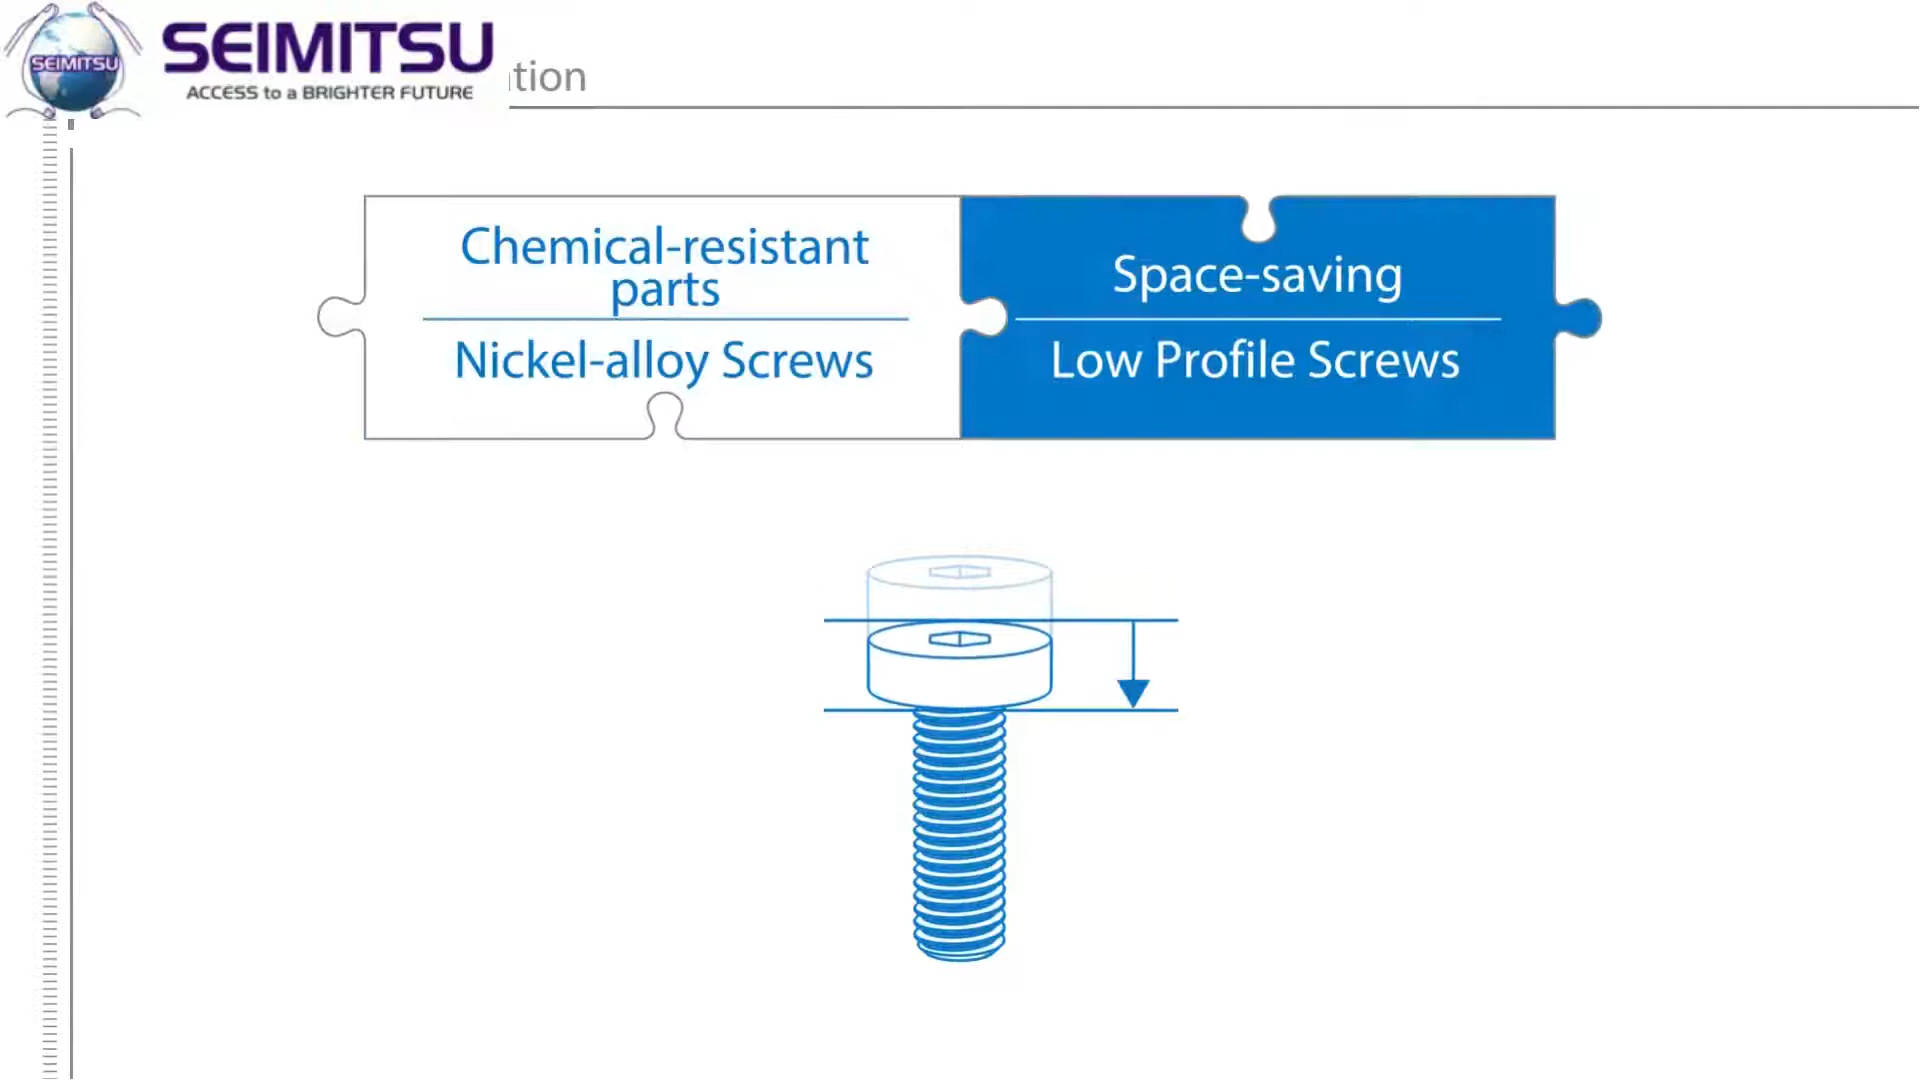 SEIMITSU
SEIMITSU
ACCESS to a BRIGHTER FUTURE
tion
Chemical-resistant
parts
Nickel-alloy Screws
Space-saving
Low Profile Screws